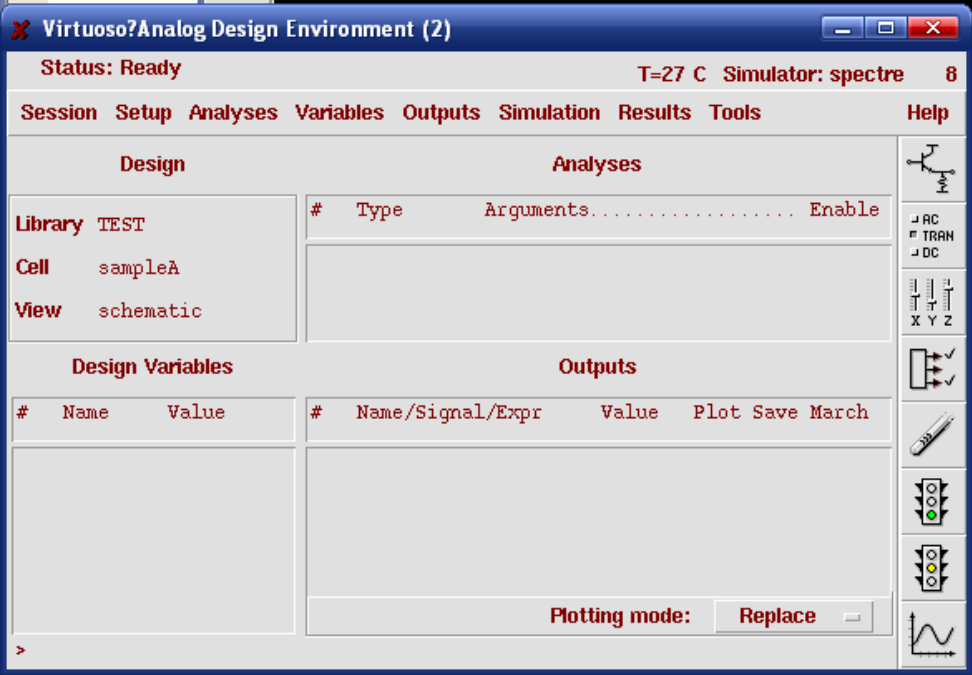 Virtuoso?Analog Design Environment (2)
Status: Ready
T=27 C Simulator: spectre 8
Session Setup Analyses Variables Outputs Simulation Results Tools Help
Design
Library TEST
Cell sampleA
View schematic
Analyses
# Type Arguments.................. Enable
Design Variables
# Name Value
Outputs
# Name/Signal/Expr Value Plot Save March
Plotting mode: Replace
>
AC
TRAN
DC
X Y Z